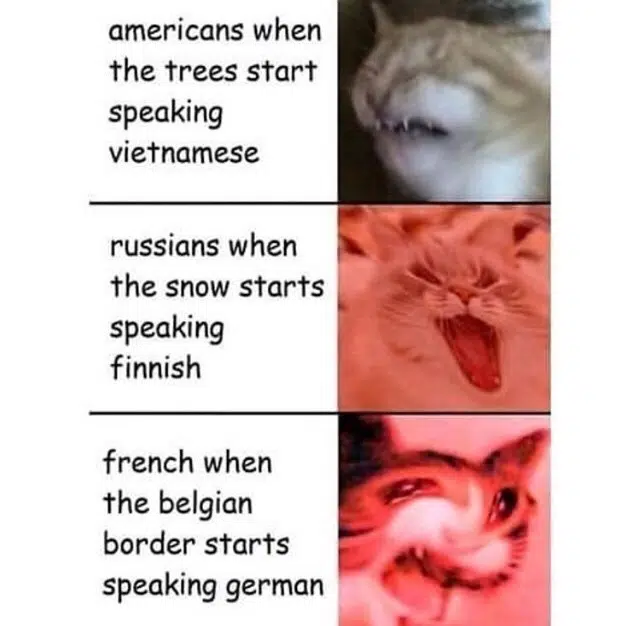 americans when
the trees start
speaking
vietnamese
russians when
the snow starts
speaking
finnish
french when
the belgian
border starts
speaking german